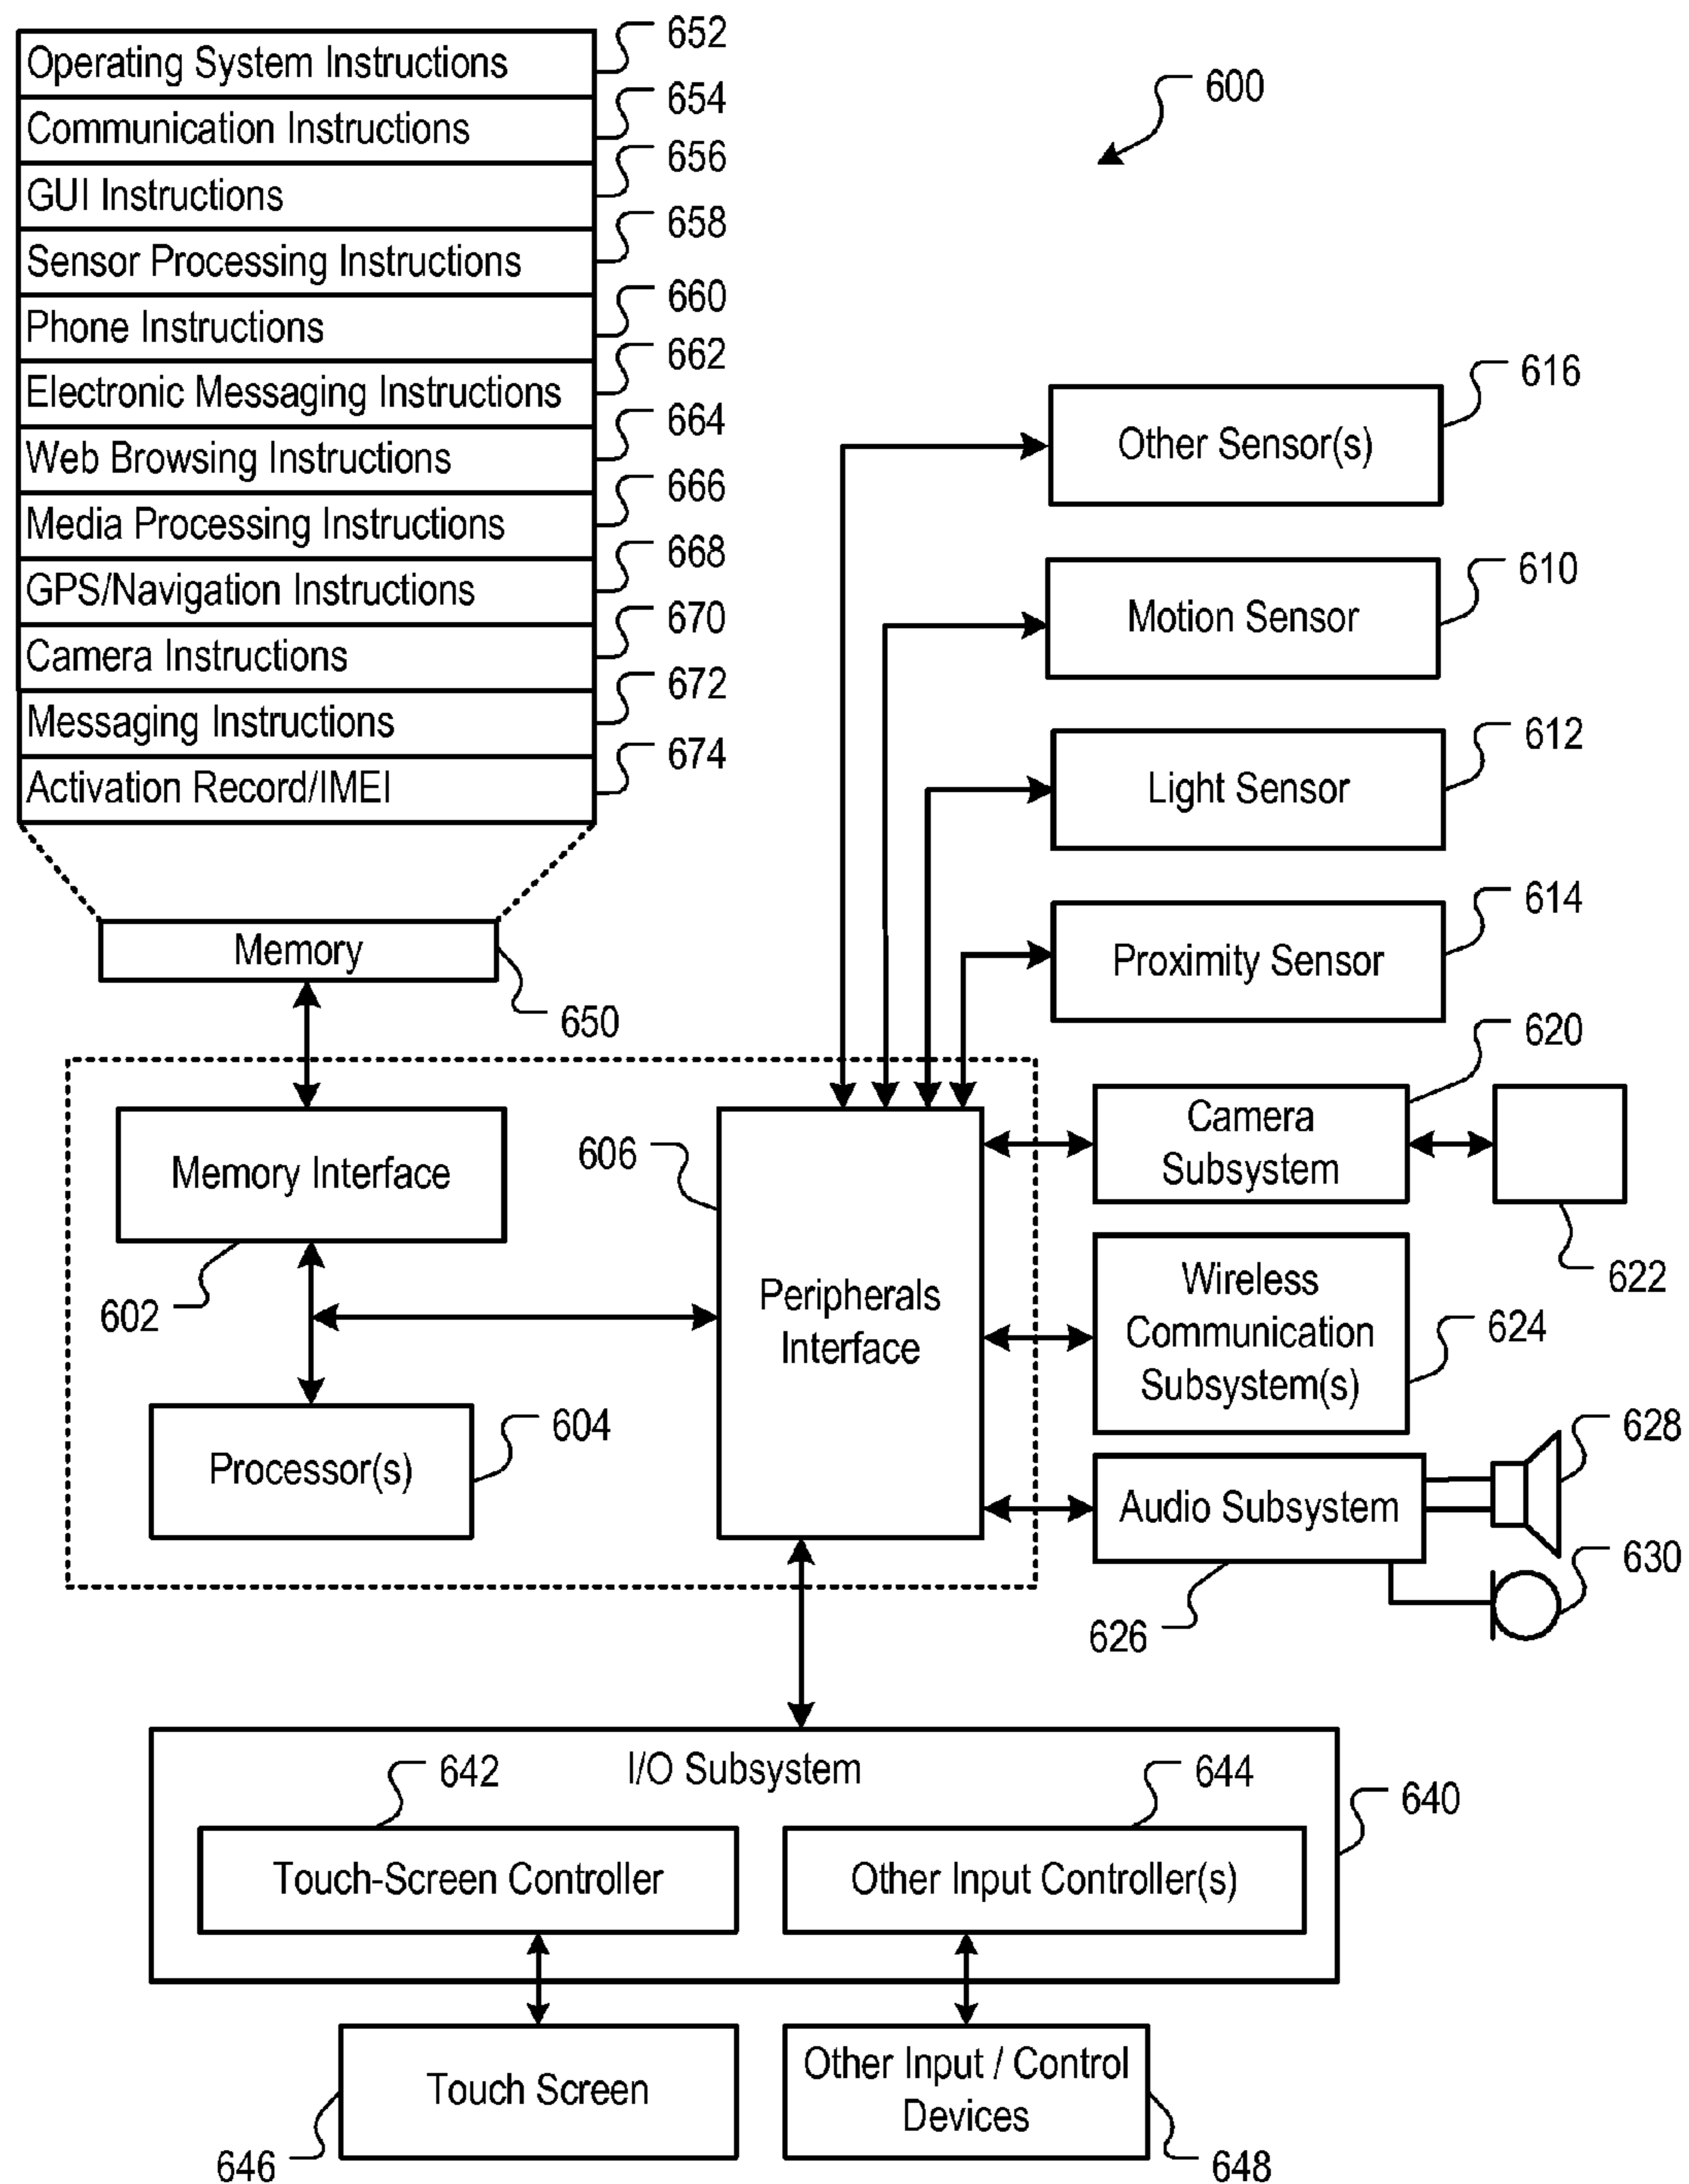 Operating System Instructions
652
Communication Instructions
654
GUI Instructions
656
Sensor Processing Instructions
658
Phone Instructions
660
Electronic Messaging Instructions
662
Web Browsing Instructions
664
Media Processing Instructions
666
GPS/Navigation Instructions
668
Camera Instructions
670
Messaging Instructions
672
Activation Record/IMEI
674
600
Memory
650
Other Sensor(s)
616
Motion Sensor
610
Light Sensor
612
Proximity Sensor
614
Memory Interface
602
Processor(s)
604
606
Peripherals
Interface
Camera
Subsystem
620
622
Wireless
Communication
Subsystem(s)
624
Audio Subsystem
626
628
630
I/O Subsystem
640
642
Touch-Screen Controller
644
Other Input Controller(s)
Touch Screen
646
Other Input / Control
Devices
648